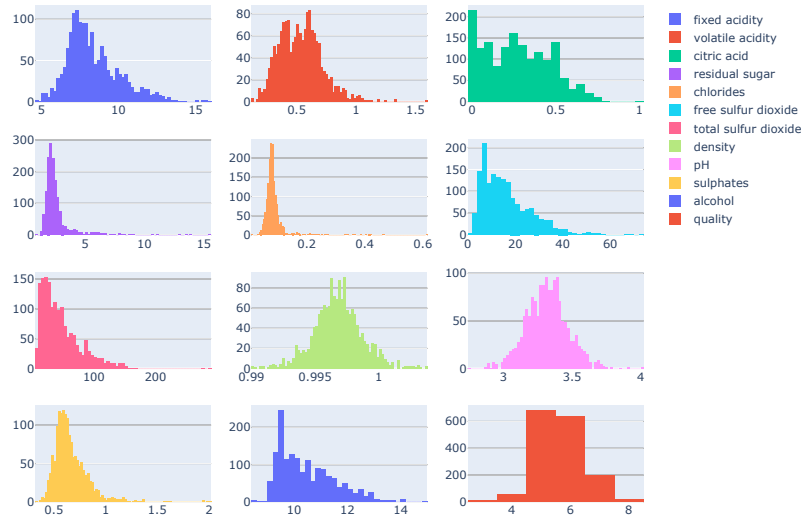 100
50
0
5 10 15
80
60
40
20
0
0.5 1 1.5
200
150
100
50
0
0 0.5 1
300
200
100
0
5 10 15
200
150
100
50
0
0.2 0.4 0.6
200
150
100
50
0
0 20 40 60
150
100
50
0
100 200
80
60
40
20
0
0.99 0.995 1
100
50
0
3 3.5 4
100
50
0
0.5 1 1.5 2
200
100
0
10 12 14
600
400
200
0
4 6 8
fixed acidity
volatile acidity
citric acid
residual sugar
chlorides
free sulfur dioxide
total sulfur dioxide
density
pH
sulphates
alcohol
quality